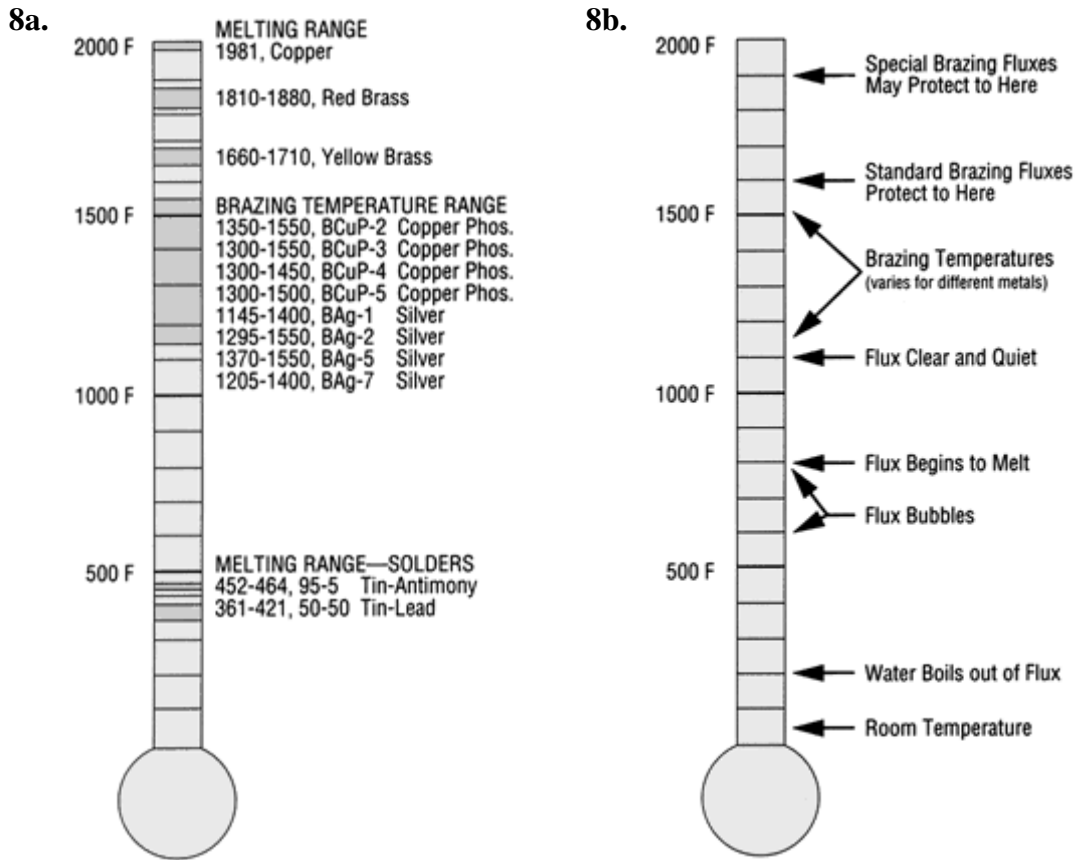 8a.
MELTING RANGE
2000 F
1981, Copper
1810-1880, Red Brass
1660-1710, Yellow Brass
BRAZING TEMPERATURE RANGE
1500 F
1350-1550, BCuP-2 Copper Phos.
1300-1550, BCuP-3 Copper Phos.
1300-1450, BCuP-4 Copper Phos.
1300-1500, BCuP-5 Copper Phos.
1145-1400, BAg-1 Silver
1295-1550, BAg-2 Silver
1370-1550, BAg-5 Silver
1205-1400, BAg-7 Silver
1000 F
MELTING RANGE—SOLDERS
500 F
452-464, 95-5 Tin-Antimony
361-421, 50-50 Tin-Lead
8b.
2000 F
Special Brazing Fluxes
May Protect to Here
Standard Brazing Fluxes
Protect to Here
1500 F
Brazing Temperatures
(varies for different metals)
Flux Clear and Quiet
1000 F
Flux Begins to Melt
Flux Bubbles
500 F
Water Boils out of Flux
Room Temperature